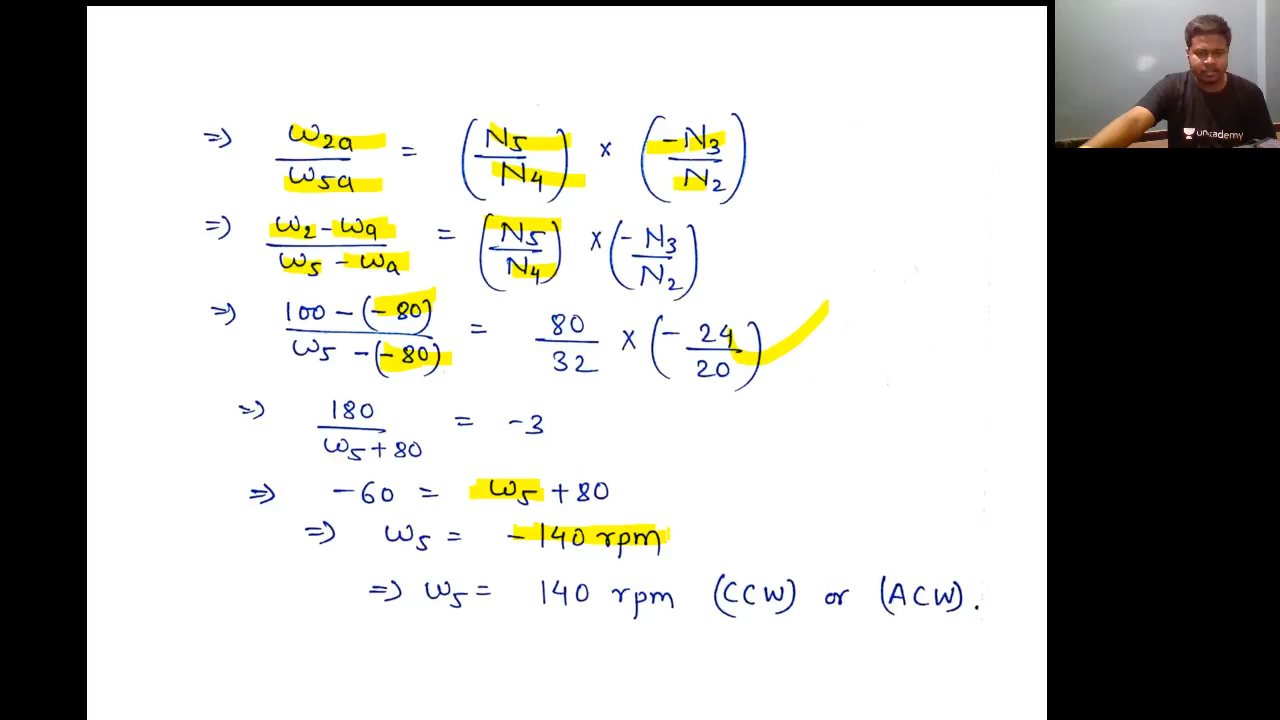 => ω2a/ω5a = (N5/N4) × (-N3/N2)
=> (ω2 - ωa)/(ω5 - ωa) = (N5/N4) × (-N3/N2)
=> (100 - (-80))/(ω5 - (-80)) = 80/32 × (-24/20)
=> 180/(ω5 + 80) = -3
=> -60 = ω5 + 80
=> ω5 = -140 rpm
=> ω5 = 140 rpm (CCW) or (ACW).
unacademy